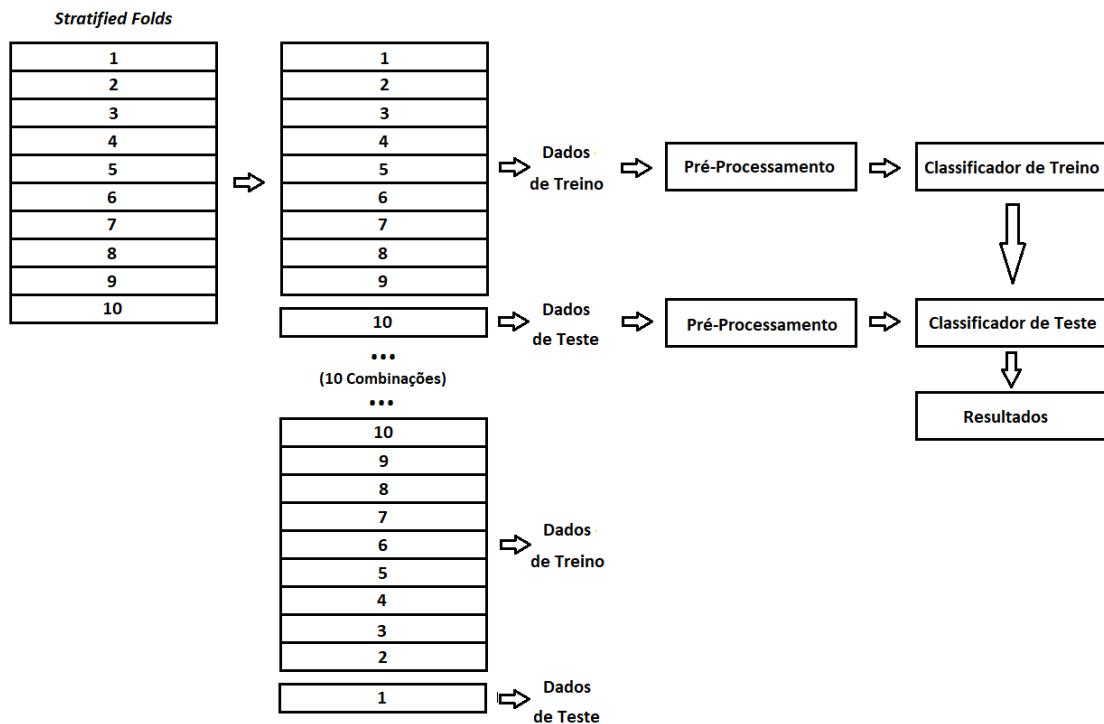 Stratified Folds
1
2
3
4
5
6
7
8
9
10
1
2
3
4
5
6
7
8
9
10
...
(10 Combinações)
...
10
9
8
7
6
5
4
3
2
1
Dados
de Treino
Pré-Processamento
Classificador de Treino
Dados
de Teste
Pré-Processamento
Classificador de Teste
Resultados
Dados
de Treino
Dados
de Teste